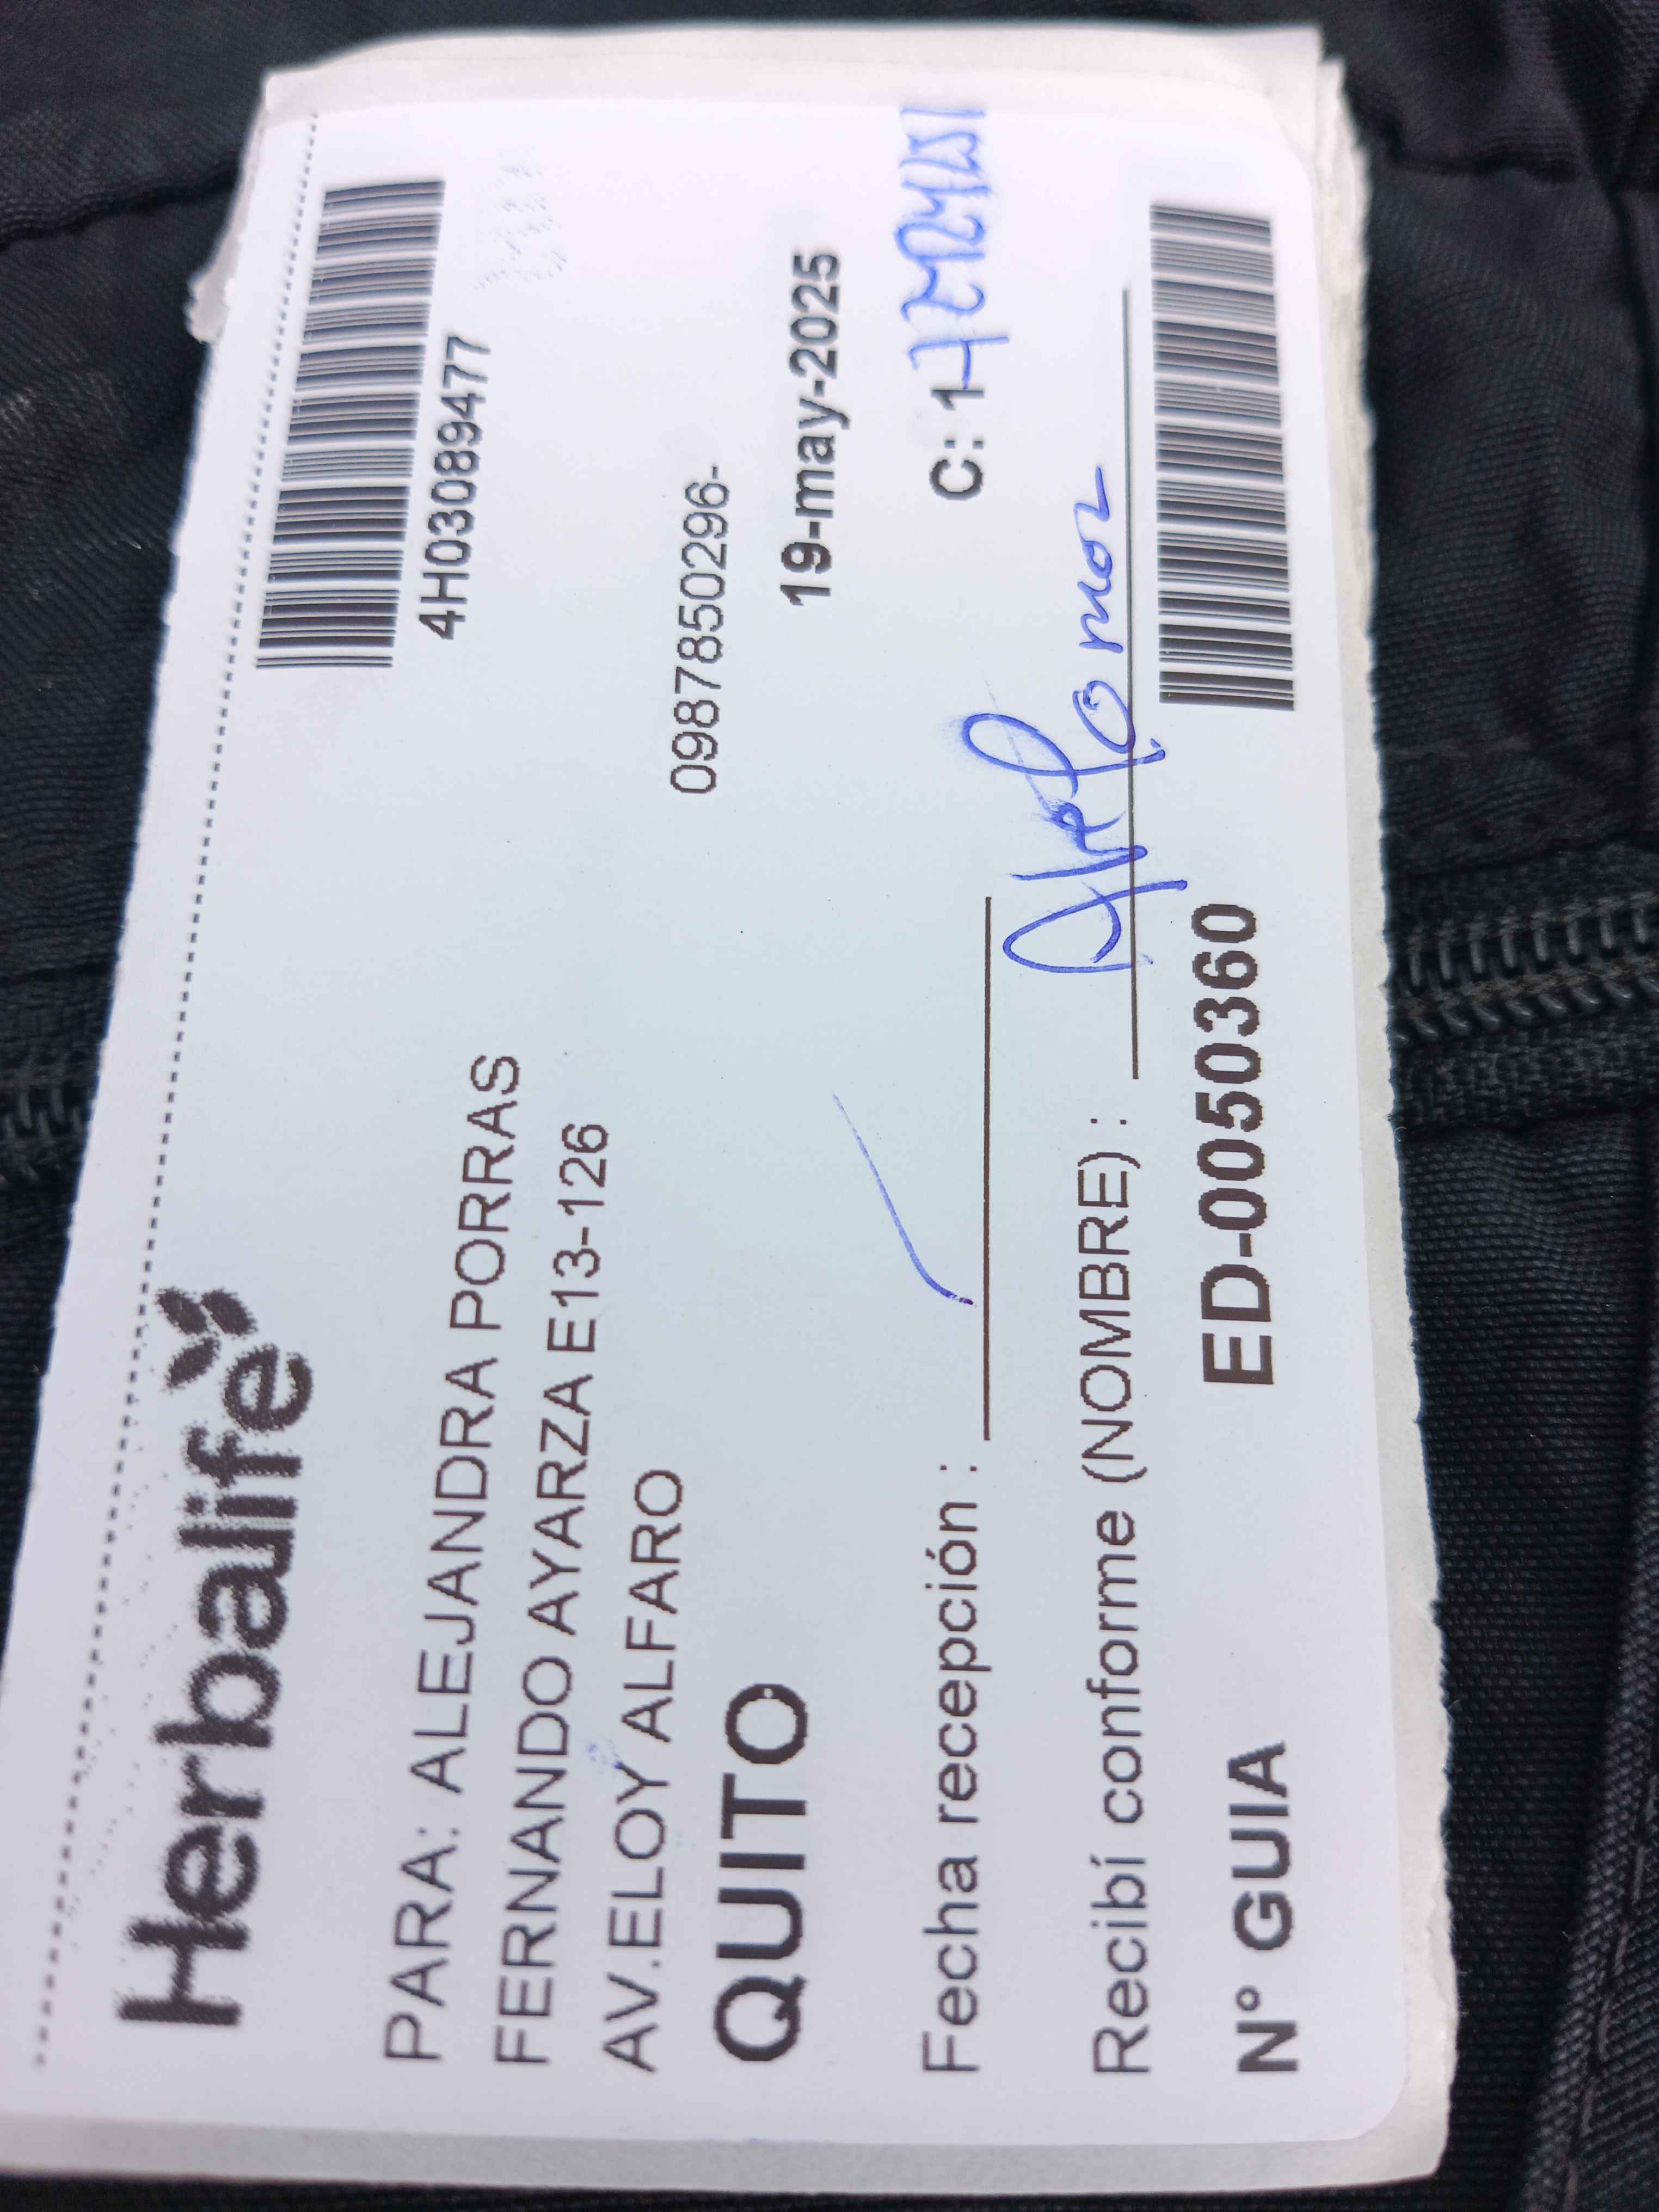 Herbalife
4H03089477
PARA: ALEJANDRA PORRAS
FERNANDO AYARZA E13-126
AV.ELOY ALFARO
0987850296-
QUITO
19-may-2025
Fecha recepción :
C: 1
Recibí conforme (NOMBRE) :
N° GUIA
ED-0050360